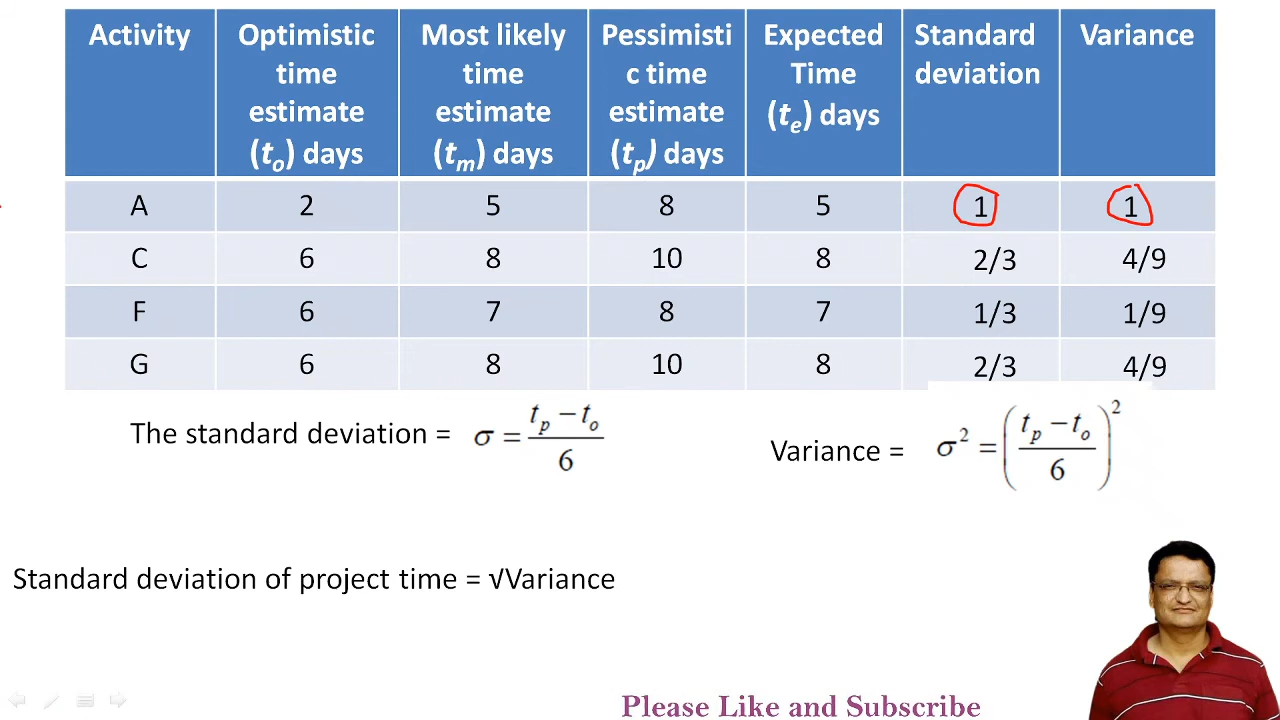 Activity Optimistic time estimate (to) days Most likely time estimate (tm) days Pessimisti c time estimate (tp) days Expected Time (te) days Standard deviation Variance
A 2 5 8 5 1 1
C 6 8 10 8 2/3 4/9
F 6 7 8 7 1/3 1/9
G 6 8 10 8 2/3 4/9
The standard deviation = σ = (tp − to) / 6
Variance = σ² = ((tp − to) / 6)²
Standard deviation of project time = √Variance
Please Like and Subscribe